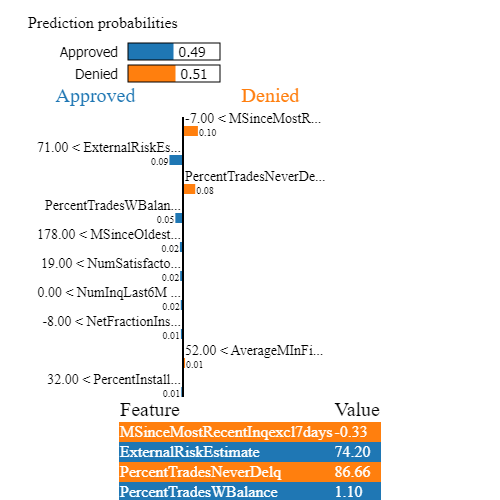 Prediction probabilities
Approved 0.49
Denied 0.51
Approved Denied
-7.00 < MSinceMostR...
0.10
71.00 < ExternalRiskEs...
0.09
PercentTradesNeverDe...
0.08
PercentTradesWBalan...
0.05
178.00 < MSinceOldest...
0.02
19.00 < NumSatisfacto...
0.02
0.00 < NumInqLast6M ...
0.02
-8.00 < NetFractionIns...
0.01
52.00 < AverageMInFi...
0.01
32.00 < PercentInstall...
0.01
Feature Value
MSinceMostRecentInqexcl7days -0.33
ExternalRiskEstimate 74.20
PercentTradesNeverDelq 86.66
PercentTradesWBalance 1.10